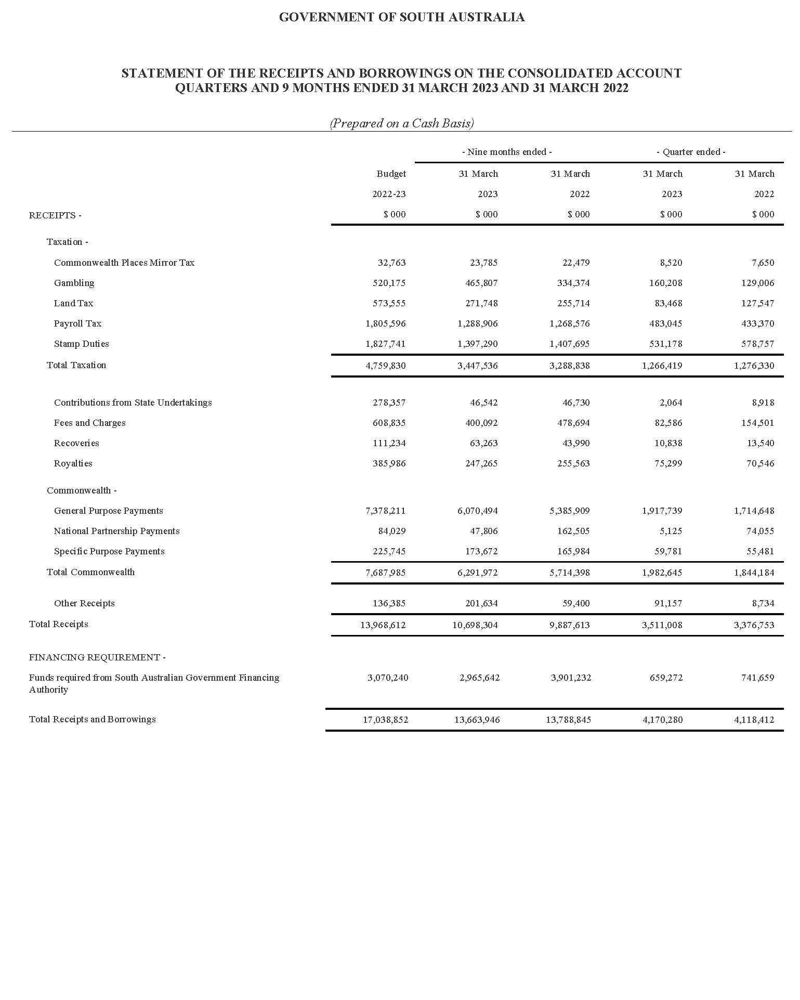 GOVERNMENT OF SOUTH AUSTRALIA
STATEMENT OF THE RECEIPTS AND BORROWINGS ON THE CONSOLIDATED ACCOUNT
QUARTERS AND 9 MONTHS ENDED 31 MARCH 2023 AND 31 MARCH 2022
(Prepared on a Cash Basis)
- Nine months ended - - Quarter ended -
Budget 31 March 31 March 31 March 31 March
2022-23 2023 2022 2023 2022
RECEIPTS - $ 000 $ 000 $ 000 $ 000 $ 000
Taxation -
Commonwealth Places Mirror Tax 32,763 23,785 22,479 8,520 7,650
Gambling 520,175 465,807 334,374 160,208 129,006
Land Tax 573,555 271,748 255,714 83,468 127,547
Payroll Tax 1,805,596 1,288,906 1,268,576 483,045 433,370
Stamp Duties 1,827,741 1,397,290 1,407,695 531,178 578,757
Total Taxation 4,759,830 3,447,536 3,288,838 1,266,419 1,276,330
Contributions from State Undertakings 278,357 46,542 46,730 2,064 8,918
Fees and Charges 608,835 400,092 478,694 82,586 154,501
Recoveries 111,234 63,263 43,990 10,838 13,540
Royalties 385,986 247,265 255,563 75,299 70,546
Commonwealth -
General Purpose Payments 7,378,211 6,070,494 5,385,909 1,917,739 1,714,648
National Partnership Payments 84,029 47,806 162,505 5,125 74,055
Specific Purpose Payments 225,745 173,672 165,984 59,781 55,481
Total Commonwealth 7,687,985 6,291,972 5,714,398 1,982,645 1,844,184
Other Receipts 136,385 201,634 59,400 91,157 8,734
Total Receipts 13,968,612 10,698,304 9,887,613 3,511,008 3,376,753
FINANCING REQUIREMENT -
Funds required from South Australian Government Financing 3,070,240 2,965,642 3,901,232 659,272 741,659
Authority
Total Receipts and Borrowings 17,038,852 13,663,946 13,788,845 4,170,280 4,118,412